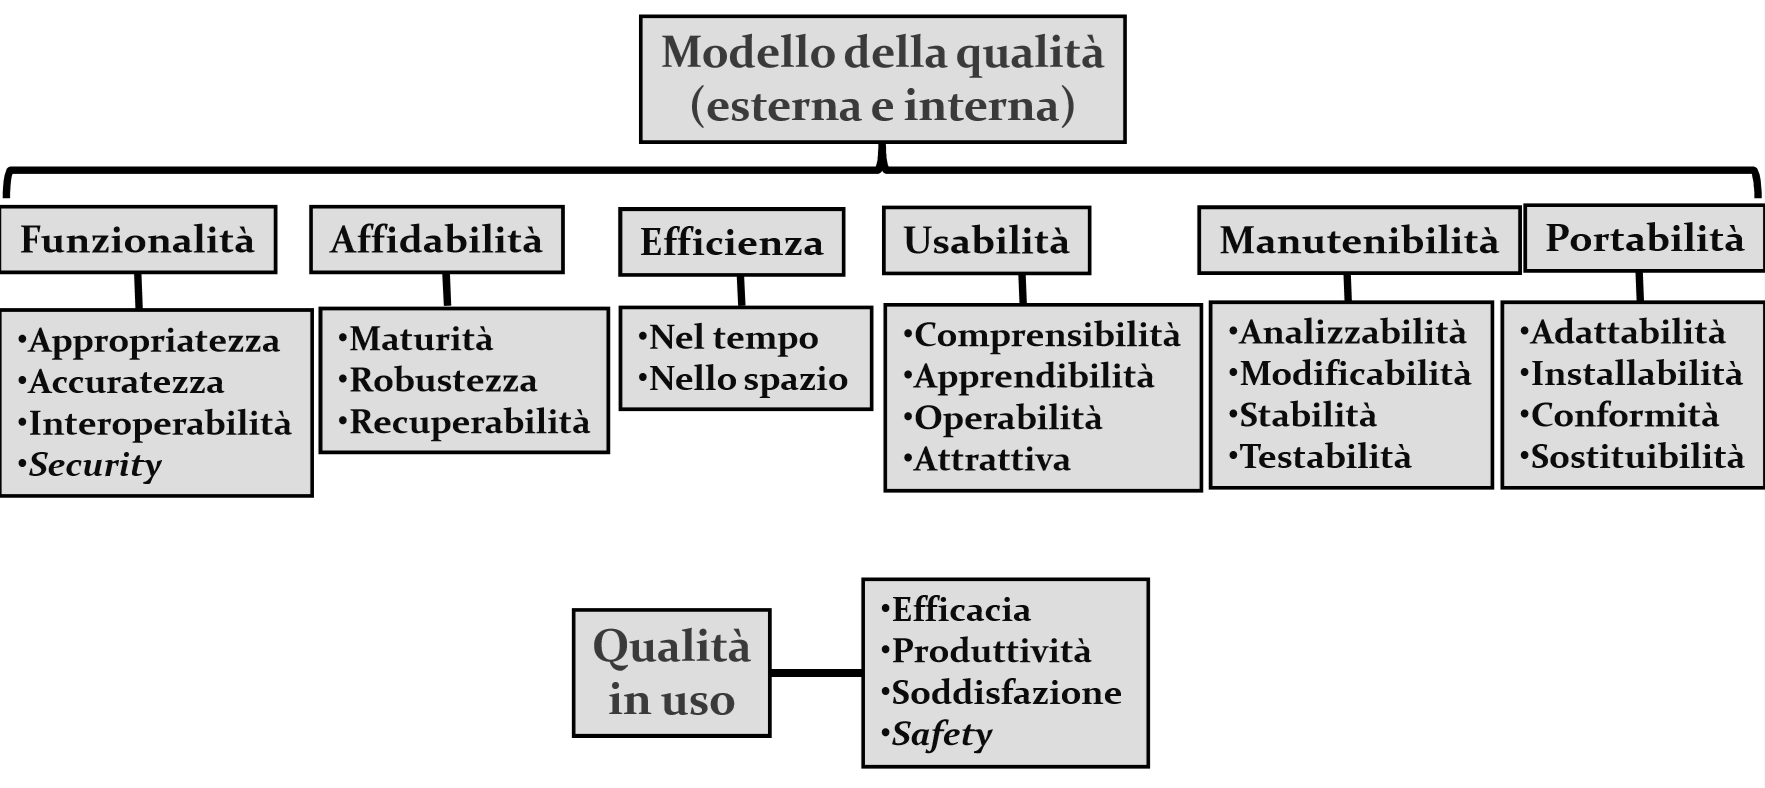 Modello della qualità
(esterna e interna)
Funzionalità
•Appropriatezza
•Accuratezza
•Interoperabilità
•Security
Affidabilità
•Maturità
•Robustezza
•Recuperabilità
Efficienza
•Nel tempo
•Nello spazio
Usabilità
•Comprensibilità
•Apprendibilità
•Operabilità
•Attrattiva
Manutenibilità
•Analizzabilità
•Modificabilità
•Stabilità
•Testabilità
Portabilità
•Adattabilità
•Installabilità
•Conformità
•Sostituibilità
Qualità
in uso
•Efficacia
•Produttività
•Soddisfazione
•Safety